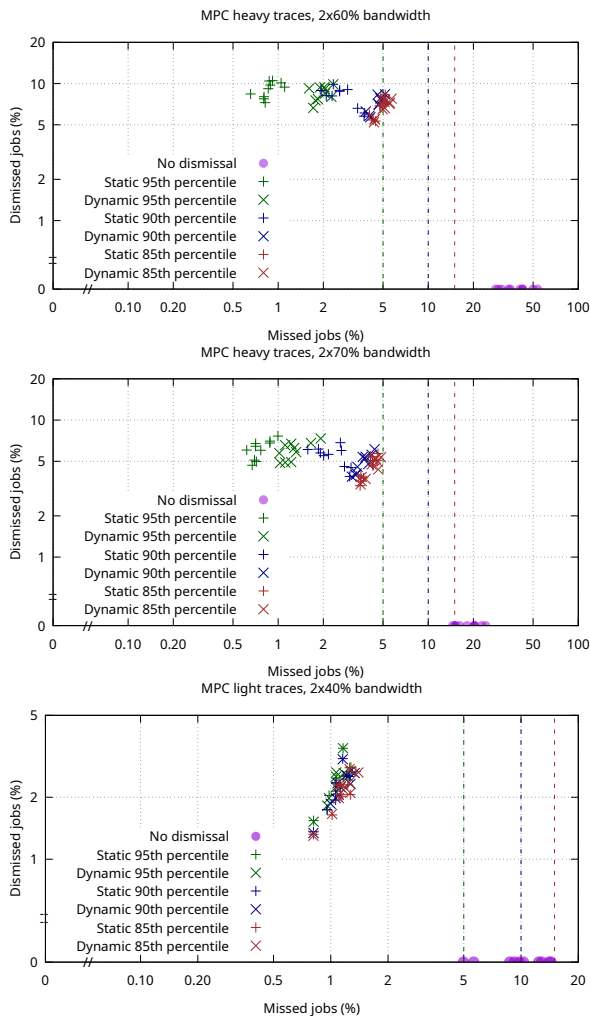 MPC heavy traces, 2x60% bandwidth
20
10
5
2
1
0
Dismissed jobs (%)
No dismissal
Static 95th percentile
Dynamic 95th percentile
Static 90th percentile
Dynamic 90th percentile
Static 85th percentile
Dynamic 85th percentile
0 0.10 0.20 0.5 1 2 5 10 20 50 100
Missed jobs (%)
MPC heavy traces, 2x70% bandwidth
20
10
5
2
1
0
Dismissed jobs (%)
No dismissal
Static 95th percentile
Dynamic 95th percentile
Static 90th percentile
Dynamic 90th percentile
Static 85th percentile
Dynamic 85th percentile
0 0.10 0.20 0.5 1 2 5 10 20 50 100
Missed jobs (%)
MPC light traces, 2x40% bandwidth
5
2
1
0
Dismissed jobs (%)
No dismissal
Static 95th percentile
Dynamic 95th percentile
Static 90th percentile
Dynamic 90th percentile
Static 85th percentile
Dynamic 85th percentile
0 0.10 0.20 0.5 1 2 5 10 20
Missed jobs (%)